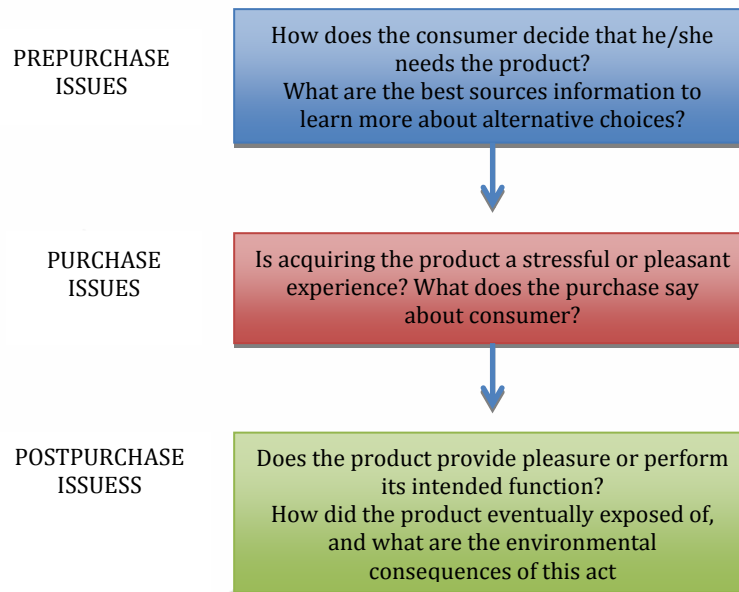 PREPURCHASE
ISSUES
How does the consumer decide that he/she
needs the product?
What are the best sources information to
learn more about alternative choices?
PURCHASE
ISSUES
Is acquiring the product a stressful or pleasant
experience? What does the purchase say
about consumer?
POSTPURCHASE
ISSUESS
Does the product provide pleasure or perform
its intended function?
How did the product eventually exposed of,
and what are the environmental
consequences of this act